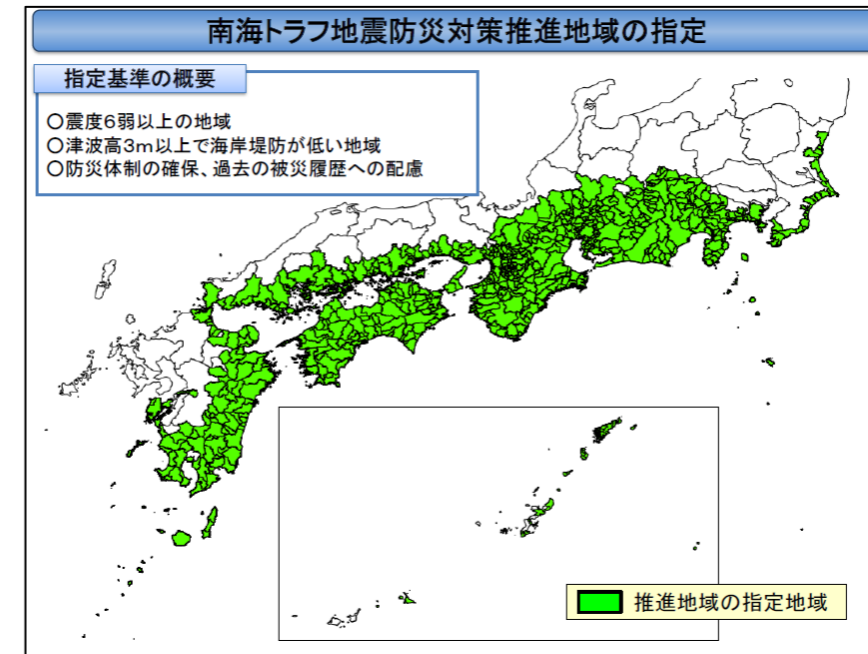 南海トラフ地震防災対策推進地域の指定
指定基準の概要
○震度6弱以上の地域
○津波高3m以上で海岸堤防が低い地域
○防災体制の確保、過去の被災履歴への配慮
推進地域の指定地域